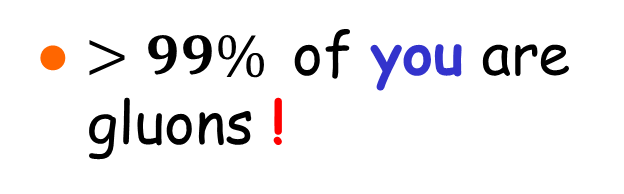 • > 99% of you are
gluons !